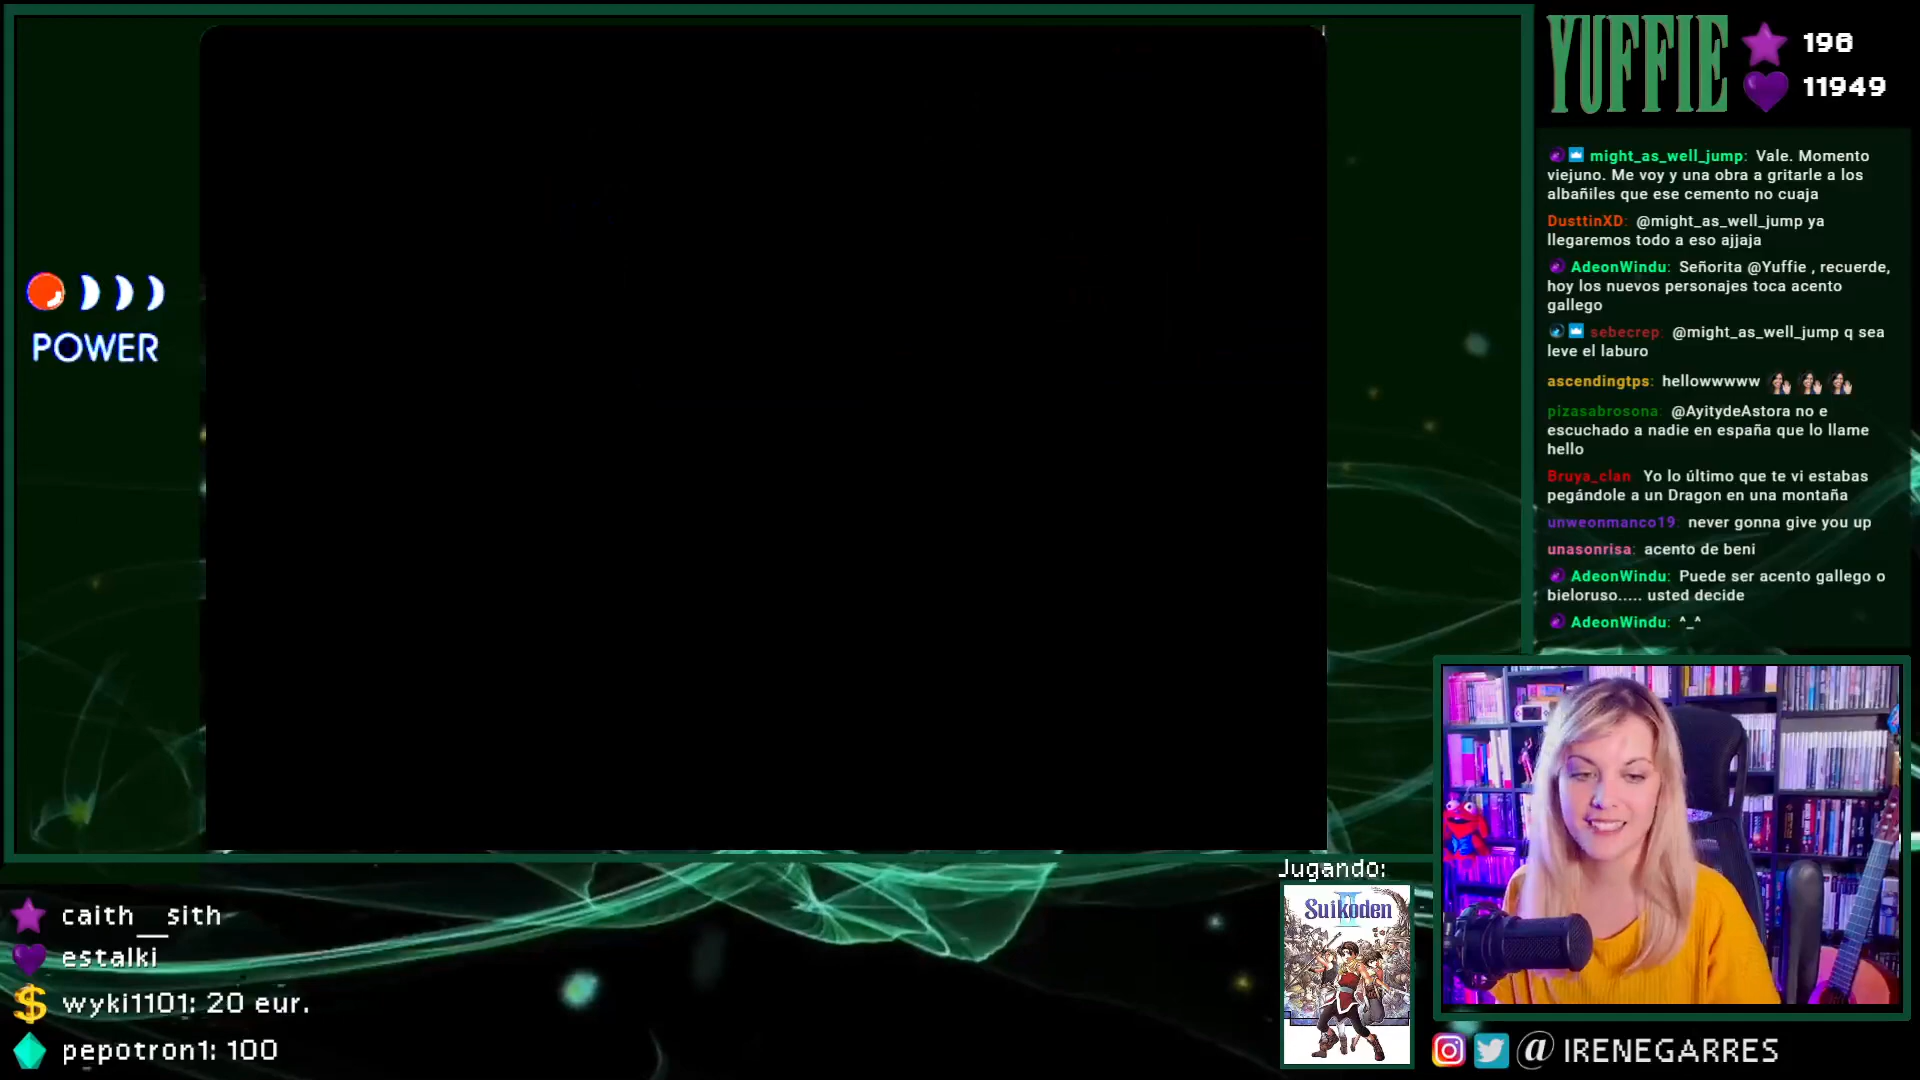 YUFFIE
198
11949
might_as_well_jump: Vale. Momento
viejuno. Me voy y una obra a gritarle a los
albañiles que ese cemento no cuaja
DusttinXD: @might_as_well_jump ya
llegaremos todo a eso ajjaja
AdeonWindu: Señorita @Yuffie , recuerde,
hoy los nuevos personajes toca acento
gallego
sebecrep: @might_as_well_jump q sea
leve el laburo
ascendingtps: hellowwwww
pizasabrosona: @AyitydeAstora no e
escuchado a nadie en españa que lo llame
hello
Bruya_clan: Yo lo último que te vi estabas
pegándole a un Dragon en una montaña
unweonmanco19: never gonna give you up
unasonrisa: acento de beni
AdeonWindu: Puede ser acento gallego o
bieloruso..... usted decide
AdeonWindu: ^_^
POWER
Jugando:
Suikoden
II
caith__sith
estalki
wyki1101: 20 eur.
pepotron1: 100
@ IRENEGARRES